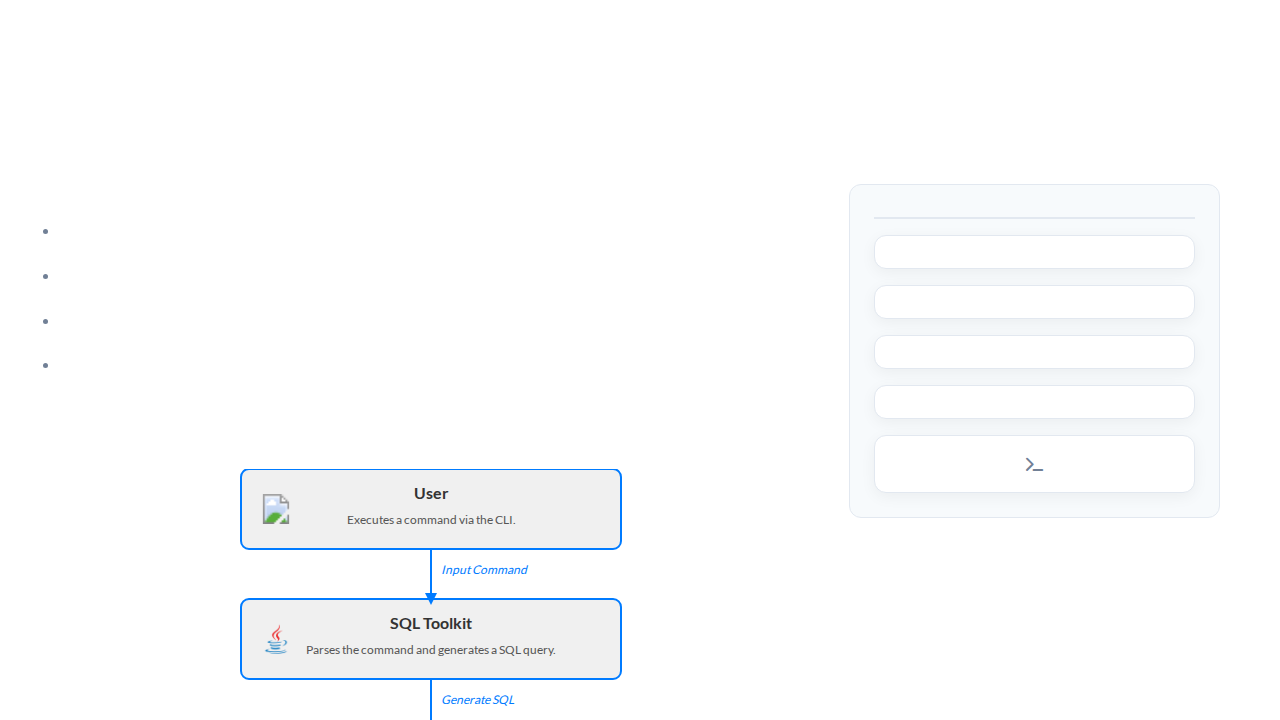 User
Executes a command via the CLI.
Input Command
SQL Toolkit
Parses the command and generates a SQL query.
Generate SQL